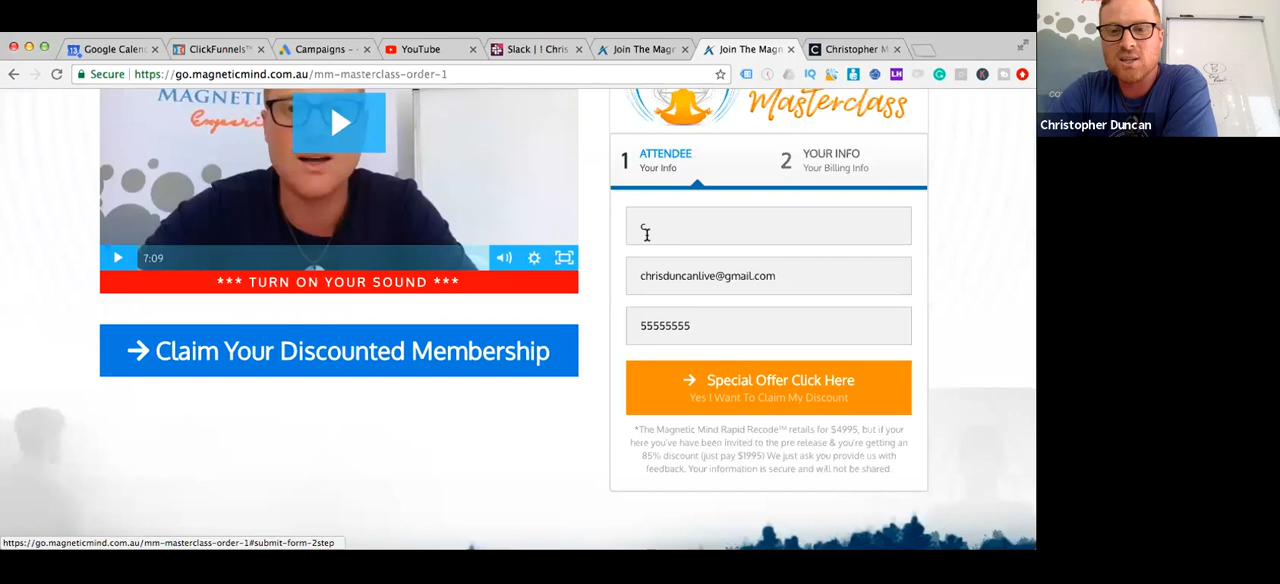 Google Calen
ClickFunnels™
Campaigns -
YouTube
Slack | ! Chris
Join The Magn
Join The Magn
Christopher M
Secure
https://go.magneticmind.com.au/mm-masterclass-order-1
Christopher Duncan
MAGNETIC
7:09
*** TURN ON YOUR SOUND ***
→ Claim Your Discounted Membership
Masterclass
1 ATTENDEE
Your Info
2 YOUR INFO
Your Billing Info
c
chrisduncanlive@gmail.com
55555555
→ Special Offer Click Here
Yes I Want To Claim My Discount
*The Magnetic Mind Rapid Recode™ retails for $4995, but if your
here you've have been invited to the pre release & you're getting an
85% discount (just pay $1995) We just ask you provide us with
feedback. Your information is secure and will not be shared.
https://go.magneticmind.com.au/mm-masterclass-order-1#submit-form-2step